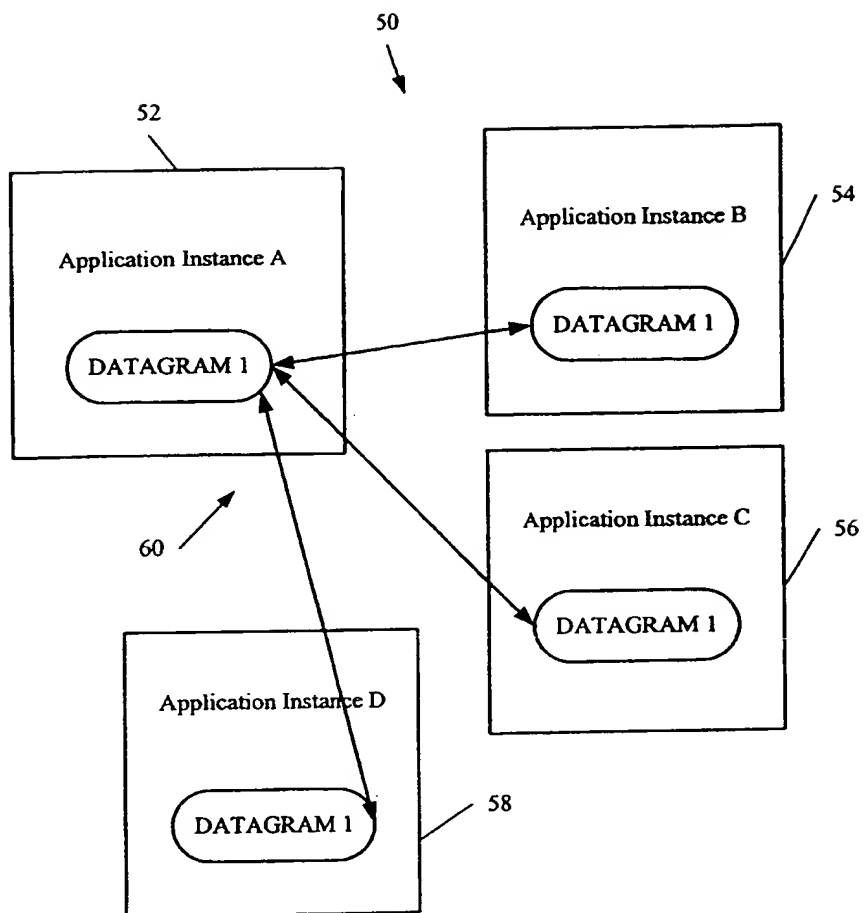 50
52
Application Instance A
DATAGRAM 1
54
Application Instance B
DATAGRAM 1
60
56
Application Instance C
DATAGRAM 1
58
Application Instance D
DATAGRAM 1